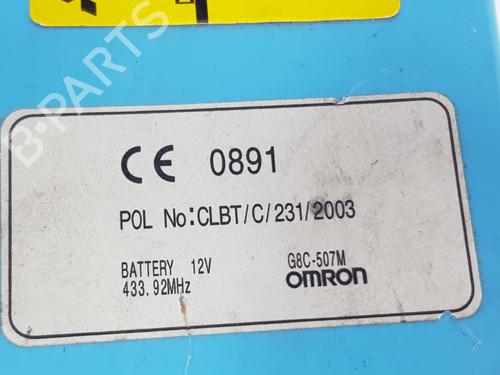 CE 0891
POL No:CLBT/C/231/2003
BATTERY 12V G8C-507M
433.92MHz OMRON
B-PARTS